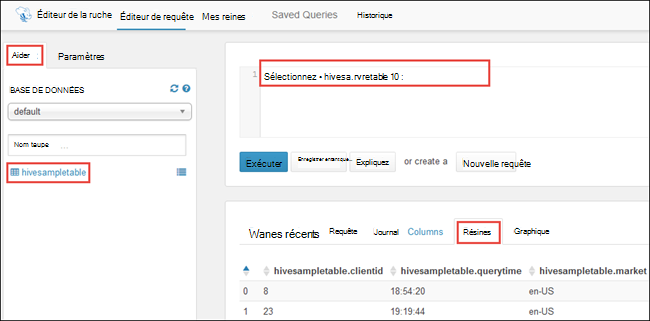 Éditeur de la ruche Éditeur de requête Mes reines Saved Queries Historique
Aider Paramètres
BASE DE DONNÉES
default
Nom taupe ...
hivesampletable
1 Sélectionnez • hivesa.rvretable 10 :
Exécuter Enregistrer entant que... Expliquez or create a Nouvelle requête
Wanes récents Requête Journal Columns Résines Graphique
hivesampletable.clientid hivesampletable.querytime hivesampletable.market
0 8 18:54:20 en-US
1 23 19:19:44 en-US